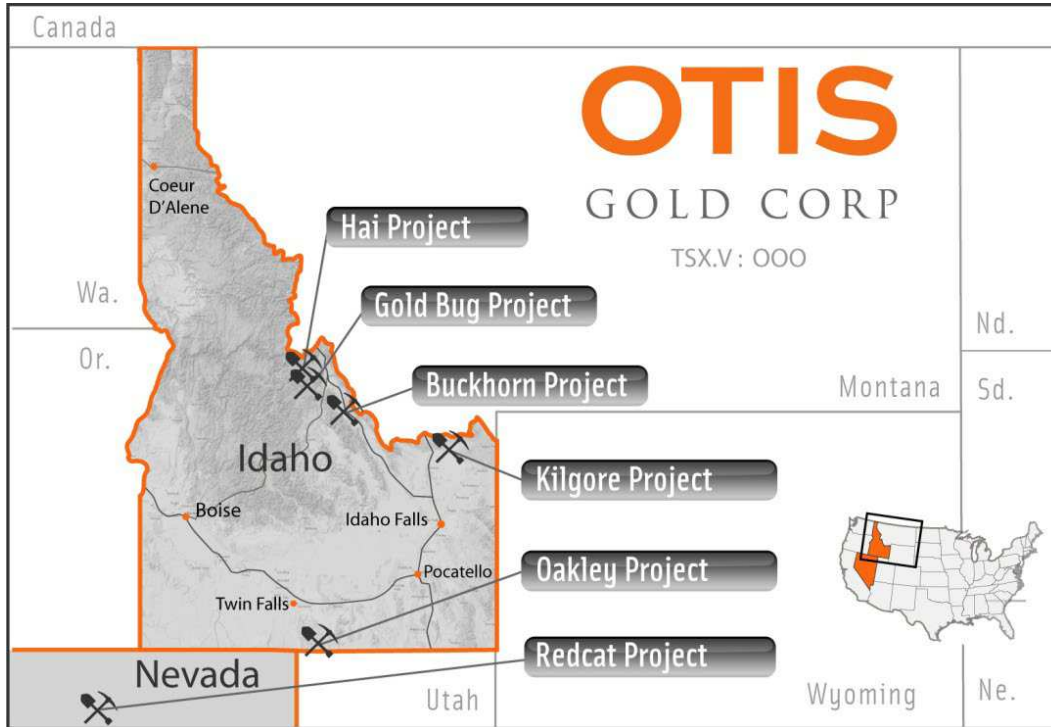 Canada
OTIS
GOLD CORP
TSX.V : OOO
Coeur
D'Alene
Hai Project
Gold Bug Project
Buckhorn Project
Kilgore Project
Oakley Project
Redcat Project
Wa.
Or.
Nd.
Sd.
Montana
Idaho
Boise
Idaho Falls
Pocatello
Twin Falls
Nevada
Utah
Wyoming
Ne.